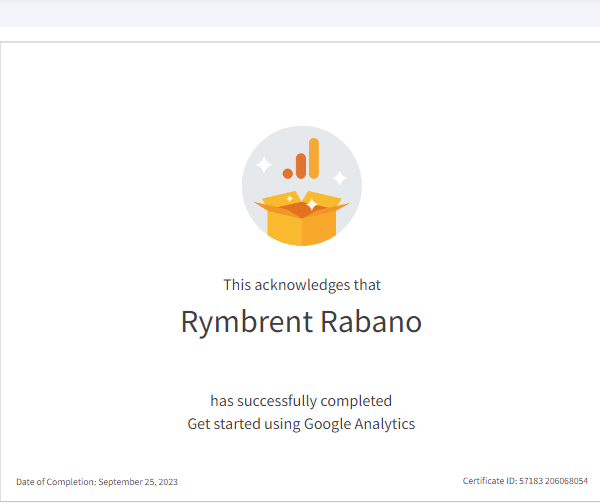 This acknowledges that
Rymbrent Rabano
has successfully completed
Get started using Google Analytics
Date of Completion: September 25, 2023
Certificate ID: 57183 206068054